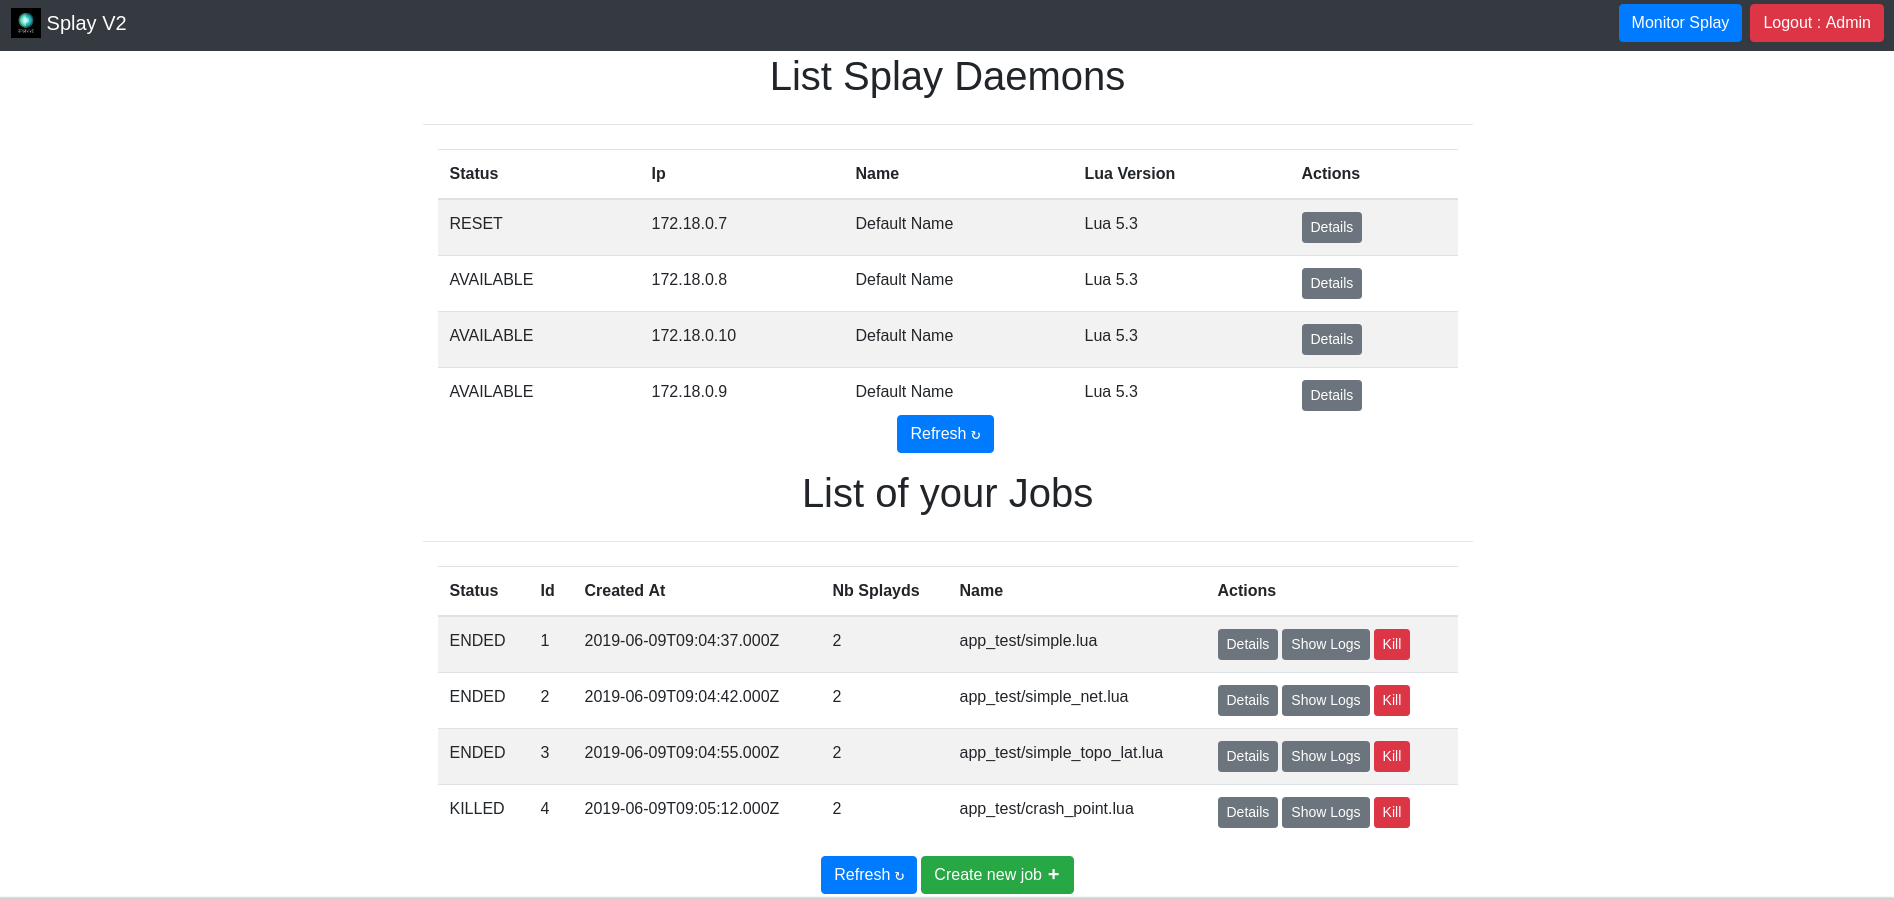 Splay V2 Monitor Splay Logout : Admin
List Splay Daemons
Status Ip Name Lua Version Actions
RESET 172.18.0.7 Default Name Lua 5.3 Details
AVAILABLE 172.18.0.8 Default Name Lua 5.3 Details
AVAILABLE 172.18.0.10 Default Name Lua 5.3 Details
AVAILABLE 172.18.0.9 Default Name Lua 5.3 Details
Refresh ↻
List of your Jobs
Status Id Created At Nb Splayds Name Actions
ENDED 1 2019-06-09T09:04:37.000Z 2 app_test/simple.lua Details Show Logs Kill
ENDED 2 2019-06-09T09:04:42.000Z 2 app_test/simple_net.lua Details Show Logs Kill
ENDED 3 2019-06-09T09:04:55.000Z 2 app_test/simple_topo_lat.lua Details Show Logs Kill
KILLED 4 2019-06-09T09:05:12.000Z 2 app_test/crash_point.lua Details Show Logs Kill
Refresh ↻ Create new job +